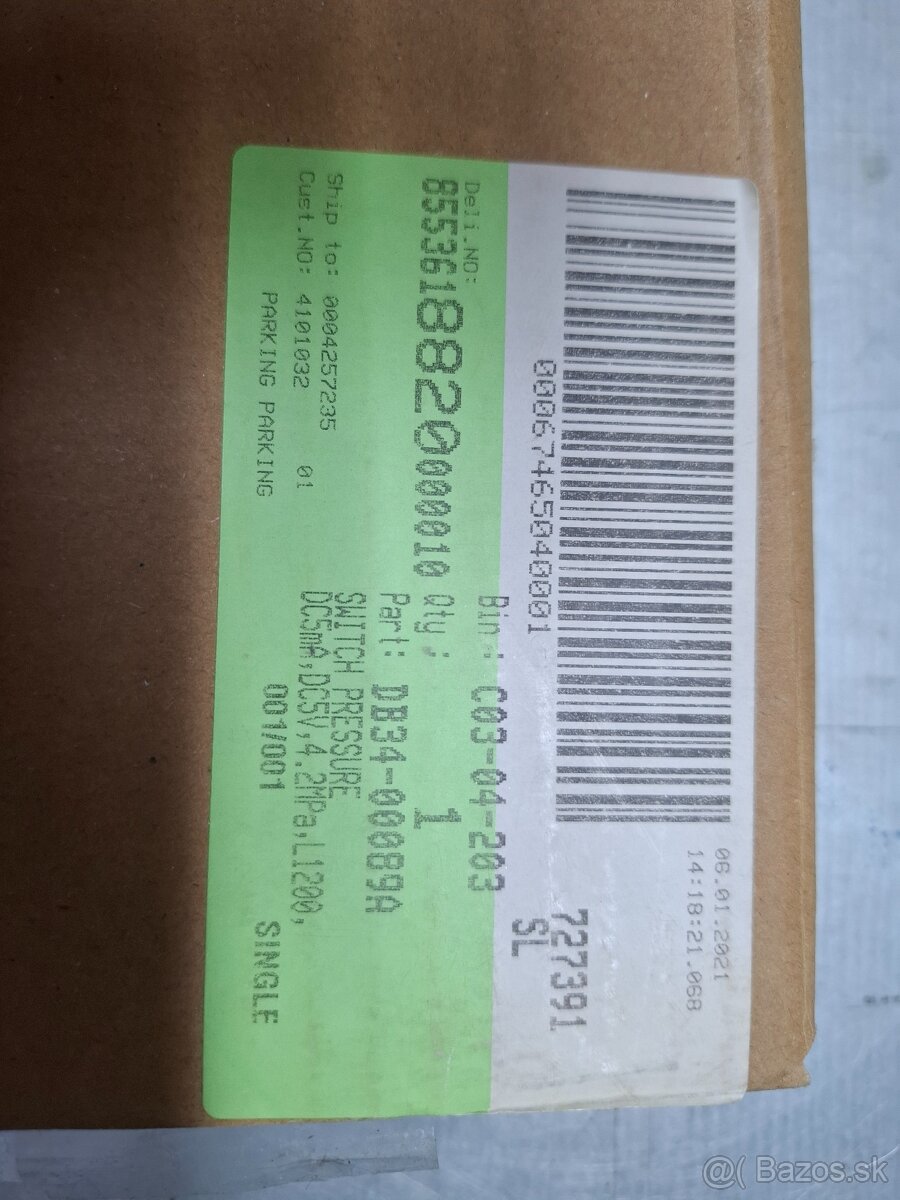 06.01.2021
14:18:21.068
00067465040001
727391
SL
Bin.: C03-04-203
Deli.NO:
8553618820000010 Qty : 1
Part: DB34-00089A
SWITCH PRESSURE
DC5mA,DC5V,4.2MPa,L1200,
Ship to: 0004257235
Cust.NO: 4101032 01
PARKING PARKING
001/001
SINGLE
@( Bazos.sk